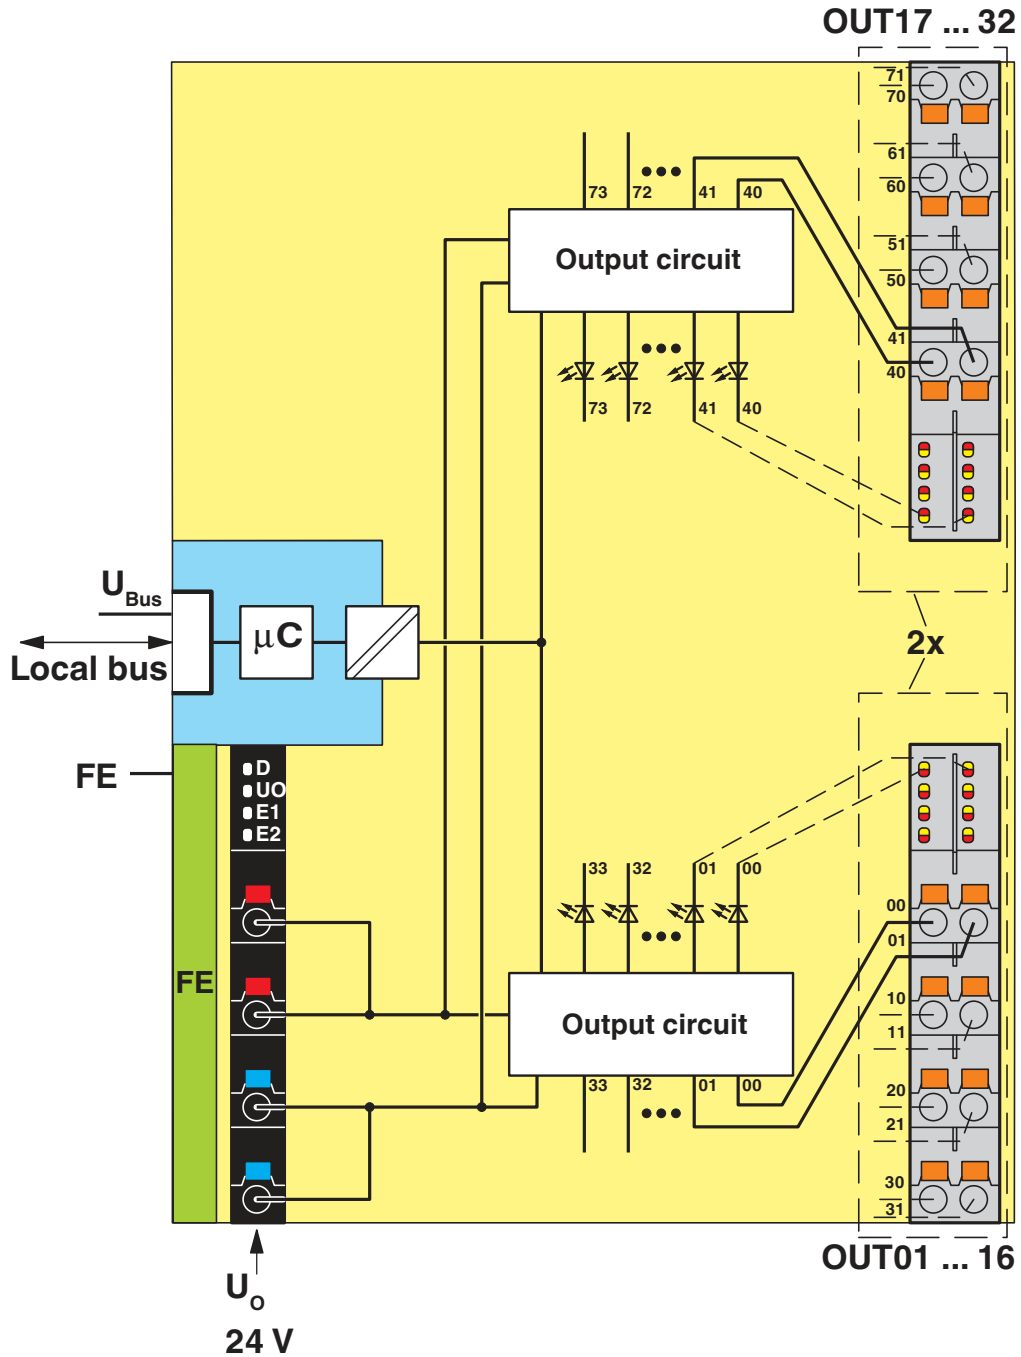 OUT17 ... 32
71
70
61
60
51
50
41
40
73 72 41 40
Output circuit
73 72 41 40
U Bus
Local bus
µC
2x
FE
D
UO
E1
E2
FE
33 32 01 00
Output circuit
33 32 01 00
00
01
10
11
20
21
30
31
OUT01 ... 16
U O
24 V